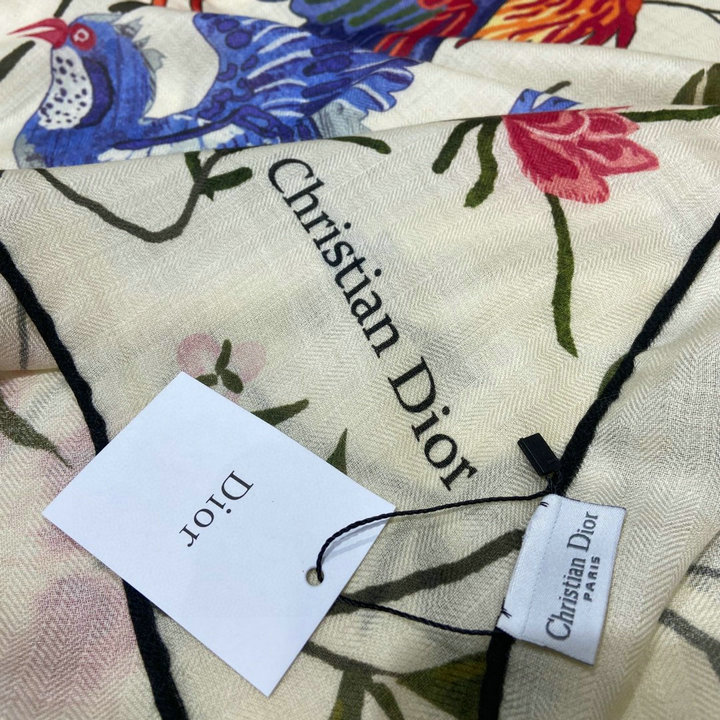 Christian Dior
Dior
Christian Dior
PARIS